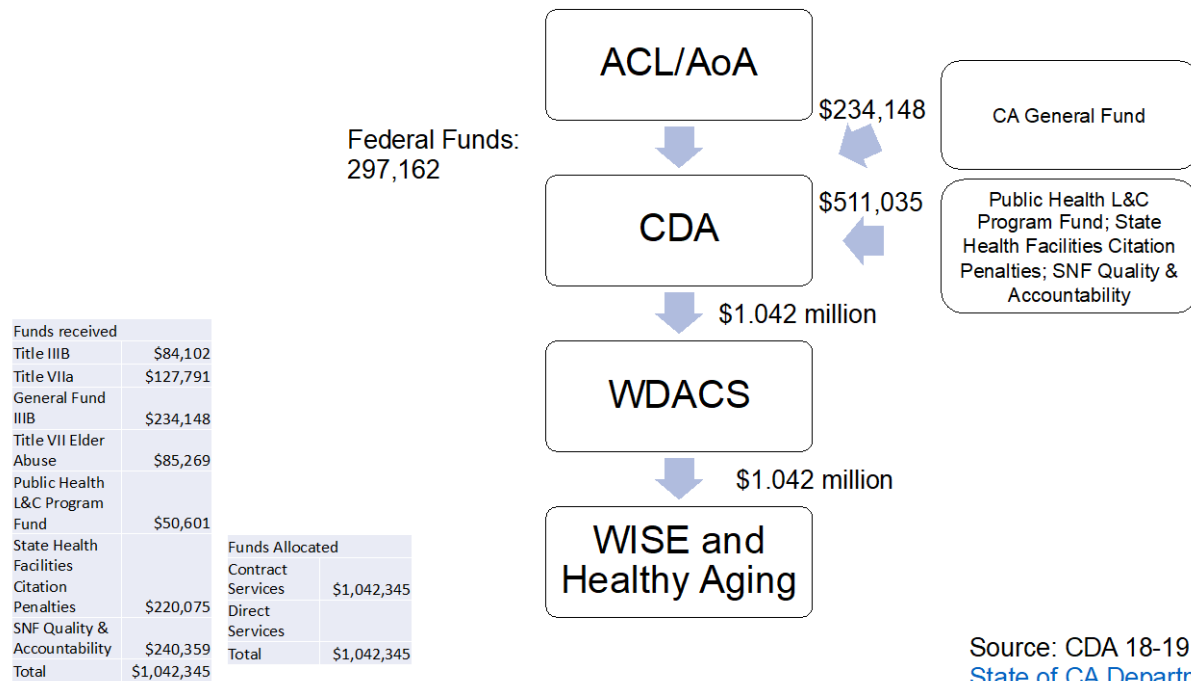 ACL/AoA
$234,148
CA General Fund
Federal Funds:
297,162
CDA
$511,035
Public Health L&C
Program Fund; State
Health Facilities Citation
Penalties; SNF Quality &
Accountability
$1.042 million
WDACS
$1.042 million
WISE and
Healthy Aging
Funds received
Title IIIB $84,102
Title VIIa $127,791
General Fund
IIIB $234,148
Title VII Elder
Abuse $85,269
Public Health
L&C Program
Fund $50,601
State Health
Facilities
Citation
Penalties $220,075
SNF Quality &
Accountability $240,359
Total $1,042,345
Funds Allocated
Contract
Services $1,042,345
Direct
Services
Total $1,042,345
Source: CDA 18-19
State of CA